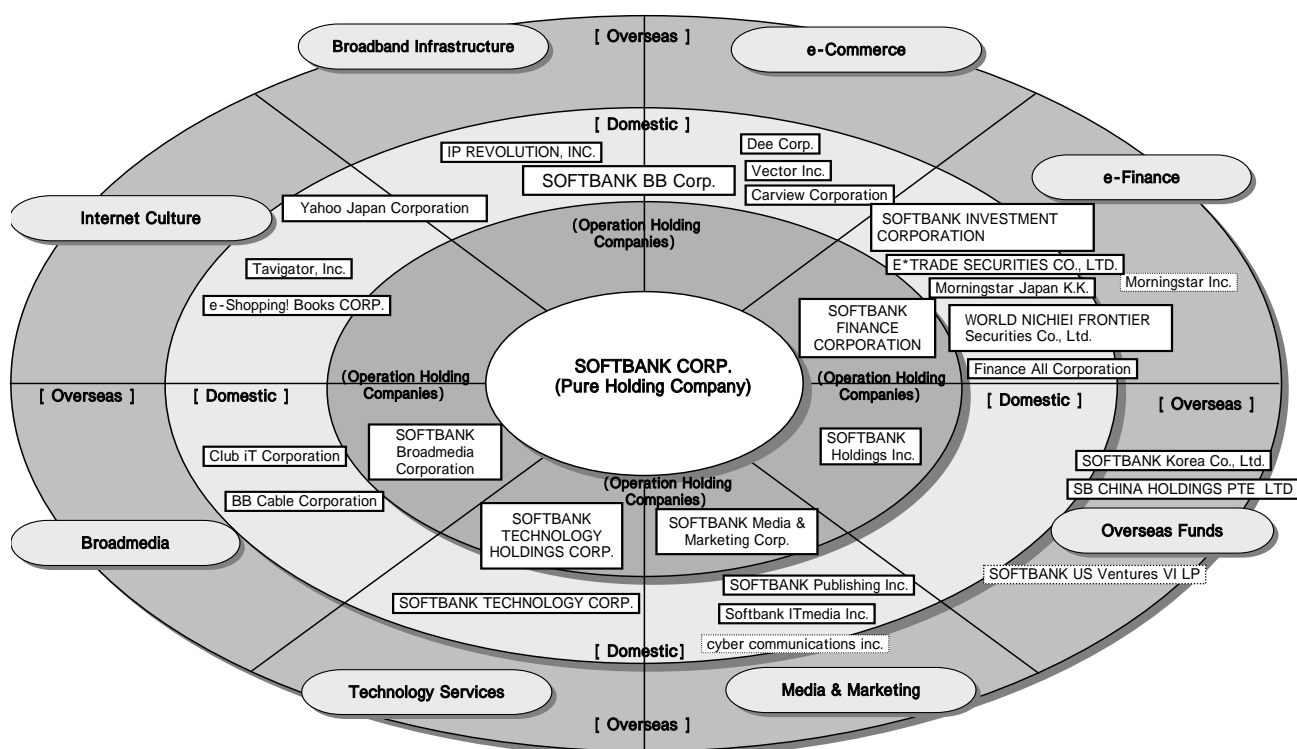 Broadband Infrastructure
[ Overseas ]
e-Commerce
[ Domestic ]
IP REVOLUTION, INC.
Dee Corp.
SOFTBANK BB Corp.
Vector Inc.
Carview Corporation
e-Finance
Internet Culture
Yahoo Japan Corporation
(Operation Holding
Companies)
SOFTBANK INVESTMENT
CORPORATION
Tavigator, Inc.
E*TRADE SECURITIES CO., LTD.
Morningstar Inc.
Morningstar Japan K.K.
e-Shopping! Books CORP.
SOFTBANK
FINANCE
CORPORATION
WORLD NICHIEI FRONTIER
Securities Co., Ltd.
SOFTBANK CORP.
(Pure Holding Company)
Finance All Corporation
(Operation Holding
Companies)
(Operation Holding
Companies)
[ Overseas ]
[ Domestic ]
[ Domestic ]
[ Overseas ]
SOFTBANK
Broadmedia
Corporation
SOFTBANK
Holdings Inc.
Club iT Corporation
SOFTBANK Korea Co., Ltd.
BB Cable Corporation
(Operation Holding
Companies)
SB CHINA HOLDINGS PTE LTD
SOFTBANK
TECHNOLOGY
HOLDINGS CORP.
SOFTBANK Media &
Marketing Corp.
Broadmedia
Overseas Funds
SOFTBANK US Ventures VI LP
SOFTBANK Publishing Inc.
SOFTBANK TECHNOLOGY CORP.
Softbank ITmedia Inc.
cyber communications inc.
[ Domestic]
Technology Services
Media & Marketing
[ Overseas ]